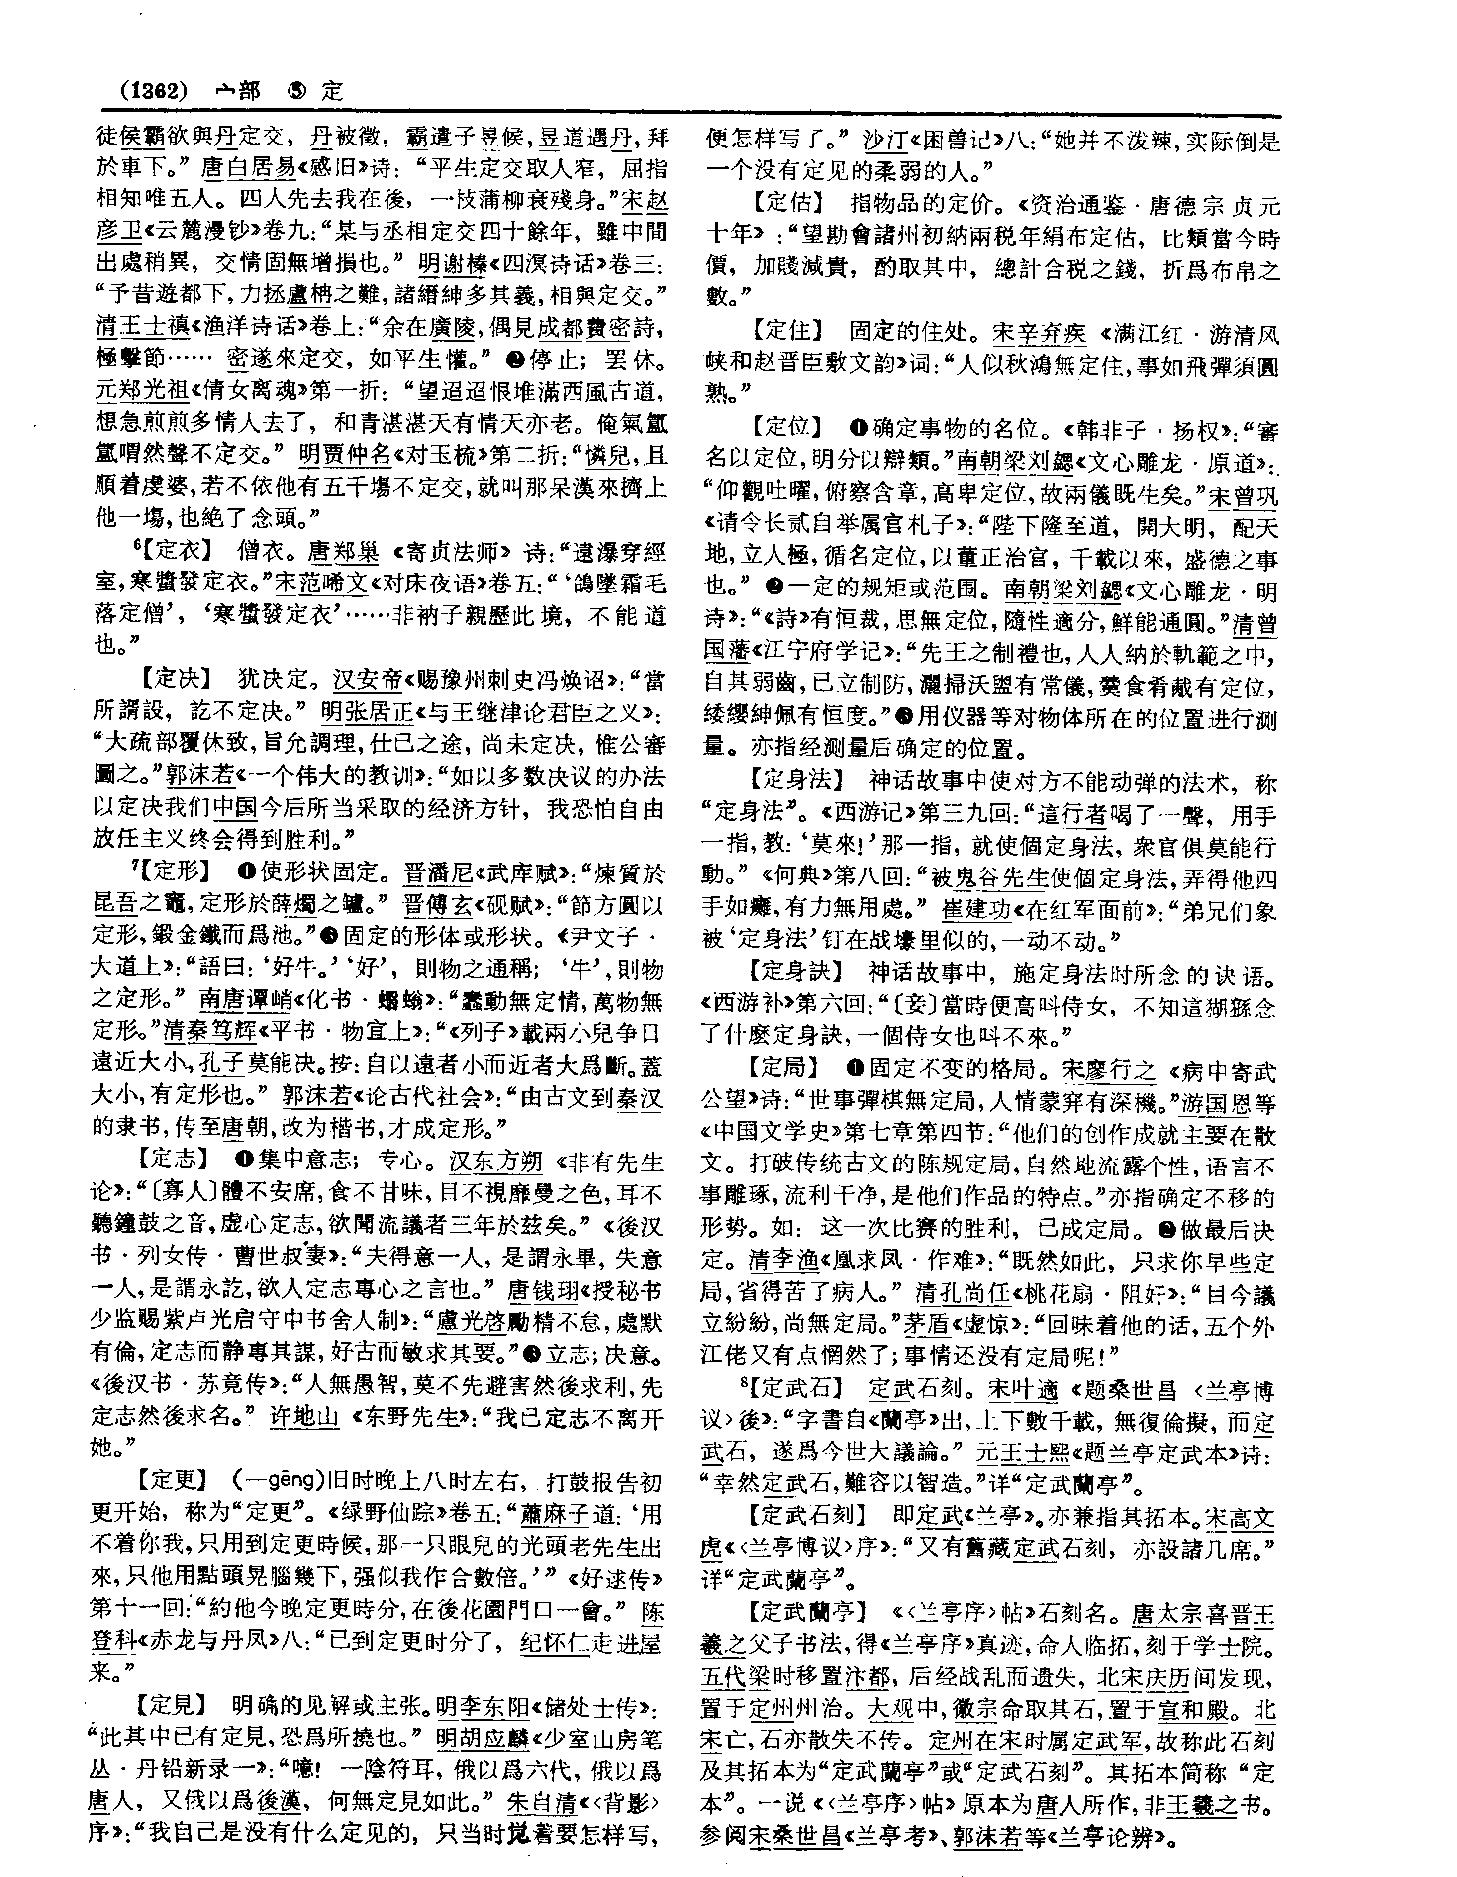 (1362) 宀部 ⑤ 定
徒侯霸欲與丹定交，丹被徵，霸遣子昱候，昱道遇丹，拜
於車下。”唐白居易《感旧》诗：“平生定交取人窄，屈指
相知唯五人。四人先去我在後，一枝蒲柳衰殘身。”宋赵
彦卫《云麓漫钞》卷九：“某与丞相定交四十餘年，雖中間
出處稍異，交情固無增損也。”明谢榛《四溟诗话》卷三：
“予昔遊都下，力拯盧柟之難，諸縉紳多其義，相與定交。”
清王士禛《渔洋诗话》卷上：“余在廣陵，偶見成都費密詩，
極擊節……密遂來定交，如平生懽。”❷停止；罢休。
元郑光祖《倩女离魂》第一折：“望迢迢恨堆滿西風古道，
想急煎煎多情人去了，和青湛湛天有情天亦老。俺氣氳
氳喟然聲不定交。”明贾仲名《对玉梳》第二折：“憐兒，且
順着虔婆，若不依他有五千場不定交，就叫那呆漢來擠上
他一塲，也絶了念頭。”
⁶【定衣】 僧衣。唐郑巢《寄贞法师》诗：“遠瀑穿經
室，寒螿發定衣。”宋范晞文《对床夜语》卷五：“‘鴿墜霜毛
落定僧’，‘寒螿發定衣’……非衲子親歷此境，不能道
也。”
【定决】 犹决定。汉安帝《赐豫州刺史冯焕诏》：“當
所謂設，訖不定决。”明张居正《与王继津论君臣之义》：
“大疏部覆休致，旨允調理，仕已之途，尚未定决，惟公審
圖之。”郭沫若《一个伟大的教训》：“如以多数决议的办法
以定决我们中国今后所当采取的经济方针，我恐怕自由
放任主义终会得到胜利。”
⁷【定形】 ❶使形状固定。晋潘尼《武库赋》：“煉質於
昆吾之竈，定形於薛燭之鑪。”晋傅玄《砚赋》：“節方圓以
定形，鍛金鐵而爲池。”❷固定的形体或形状。《尹文子·
大道上》：“語曰：‘好牛。’‘好’，則物之通稱；‘牛’，則物
之定形。”南唐谭峭《化书·蠮螉》：“蠢動無定情，萬物無
定形。”清秦笃辉《平书·物宜上》：“《列子》載兩小兒争日
遠近大小，孔子莫能决。按：自以遠者小而近者大爲斷。蓋
大小，有定形也。”郭沫若《论古代社会》：“由古文到秦汉
的隶书，传至唐朝，改为楷书，才成定形。”
【定志】 ❶集中意志；专心。汉东方朔《非有先生
论》：“〔寡人〕體不安席，食不甘味，目不視靡曼之色，耳不
聽鐘鼓之音，虚心定志，欲聞流議者三年於兹矣。”《後汉
书·列女传·曹世叔妻》：“夫得意一人，是謂永畢，失意
一人，是謂永訖，欲人定志專心之言也。”唐钱珝《授秘书
少监赐紫卢光启守中书舍人制》：“盧光啓勵精不怠，處默
有倫，定志而静專其謀，好古而敏求其要。”❷立志；决意。
《後汉书·苏竟传》：“人無愚智，莫不先避害然後求利，先
定志然後求名。”许地山《东野先生》：“我已定志不离开
她。”
【定更】 （—gēng）旧时晚上八时左右，打鼓报告初
更开始，称为“定更”。《绿野仙踪》卷五：“蕭麻子道：‘用
不着你我，只用到定更時候，那一只眼兒的光頭老先生出
來，只他用點頭晃腦幾下，强似我作合數倍。’”《好逑传》
第十一回：“約他今晚定更時分，在後花園門口一會。”陈
登科《赤龙与丹凤》八：“已到定更时分了，纪怀仁走进屋
来。”
【定見】 明确的见解或主张。明李东阳《储处士传》：
“此其中已有定見，恐爲所撓也。”明胡应麟《少室山房笔
丛·丹铅新录一》：“噫！一陰符耳，俄以爲六代，俄以爲
唐人，又俄以爲後漢，何無定見如此。”朱自清《〈背影〉
序》：“我自己是没有什么定见的，只当时觉着要怎样写，
便怎样写了。”沙汀《困兽记》八：“她并不泼辣，实际倒是
一个没有定见的柔弱的人。”
【定估】 指物品的定价。《资治通鉴·唐德宗贞元
十年》：“望勘會諸州初納兩税年絹布定估，比類當今時
價，加賤減貴，酌取其中，總計合税之錢，折爲布帛之
數。”
【定住】 固定的住处。宋辛弃疾《满江红·游清风
峡和赵晋臣敷文韵》词：“人似秋鴻無定住，事如飛彈須圓
熟。”
【定位】 ❶确定事物的名位。《韩非子·扬权》：“審
名以定位，明分以辯類。”南朝梁刘勰《文心雕龙·原道》：
“仰觀吐曜，俯察含章，高卑定位，故兩儀既生矣。”宋曾巩
《请令长贰自举属官札子》：“陛下隆至道，開大明，配天
地，立人極，循名定位，以董正治官，千載以來，盛德之事
也。”❷一定的规矩或范围。南朝梁刘勰《文心雕龙·明
诗》：“《詩》有恒裁，思無定位，隨性適分，鮮能通圓。”清曾
国藩《江宁府学记》：“先王之制禮也，人人納於軌範之中，
自其弱齒，已立制防，灑掃沃盥有常儀，羹食肴胾有定位，
緌纓紳佩有恒度。”❸用仪器等对物体所在的位置进行测
量。亦指经测量后确定的位置。
【定身法】 神话故事中使对方不能动弹的法术，称
“定身法”。《西游记》第三九回：“這行者喝了一聲，用手
一指，教：‘莫來！’那一指，就使個定身法，衆官俱莫能行
動。”《何典》第八回：“被鬼谷先生使個定身法，弄得他四
手如癱，有力無用處。”崔建功《在红军面前》：“弟兄们象
被‘定身法’钉在战壕里似的，一动不动。”
【定身訣】 神话故事中，施定身法时所念的诀语。
《西游补》第六回：“〔妾〕當時便高叫侍女，不知這猢猻念
了什麽定身訣，一個侍女也叫不來。”
【定局】 ❶固定不变的格局。宋廖行之《病中寄武
公望》诗：“世事彈棋無定局，人情蒙穽有深機。”游国恩等
《中国文学史》第七章第四节：“他们的创作成就主要在散
文。打破传统古文的陈规定局，自然地流露个性，语言不
事雕琢，流利干净，是他们作品的特点。”亦指确定不移的
形势。如：这一次比赛的胜利，已成定局。❷做最后决
定。清李渔《凰求凤·作难》：“既然如此，只求你早些定
局，省得苦了病人。”清孔尚任《桃花扇·阻奸》：“目今議
立紛紛，尚無定局。”茅盾《虚惊》：“回味着他的话，五个外
江佬又有点惘然了；事情还没有定局呢！”
⁸【定武石】 定武石刻。宋叶適《题桑世昌〈兰亭博
议〉後》：“字書自《蘭亭》出，上下數千載，無復倫擬，而定
武石，遂爲今世大議論。”元王士熙《题兰亭定武本》诗：
“幸然定武石，難容以智造。”详“定武蘭亭”。
【定武石刻】 即定武《兰亭》。亦兼指其拓本。宋高文
虎《〈兰亭博议〉序》：“又有舊藏定武石刻，亦設諸几席。”
详“定武蘭亭”。
【定武蘭亭】 《〈兰亭序〉帖》石刻名。唐太宗喜晋王
羲之父子书法，得《兰亭序》真迹，命人临拓，刻于学士院。
五代梁时移置汴都，后经战乱而遗失，北宋庆历间发现，
置于定州州治。大观中，徽宗命取其石，置于宣和殿。北
宋亡，石亦散失不传。定州在宋时属定武军，故称此石刻
及其拓本为“定武蘭亭”或“定武石刻”。其拓本简称“定
本”。一说《〈兰亭序〉帖》原本为唐人所作，非王羲之书。
参阅宋桑世昌《兰亭考》、郭沫若等《兰亭论辨》。